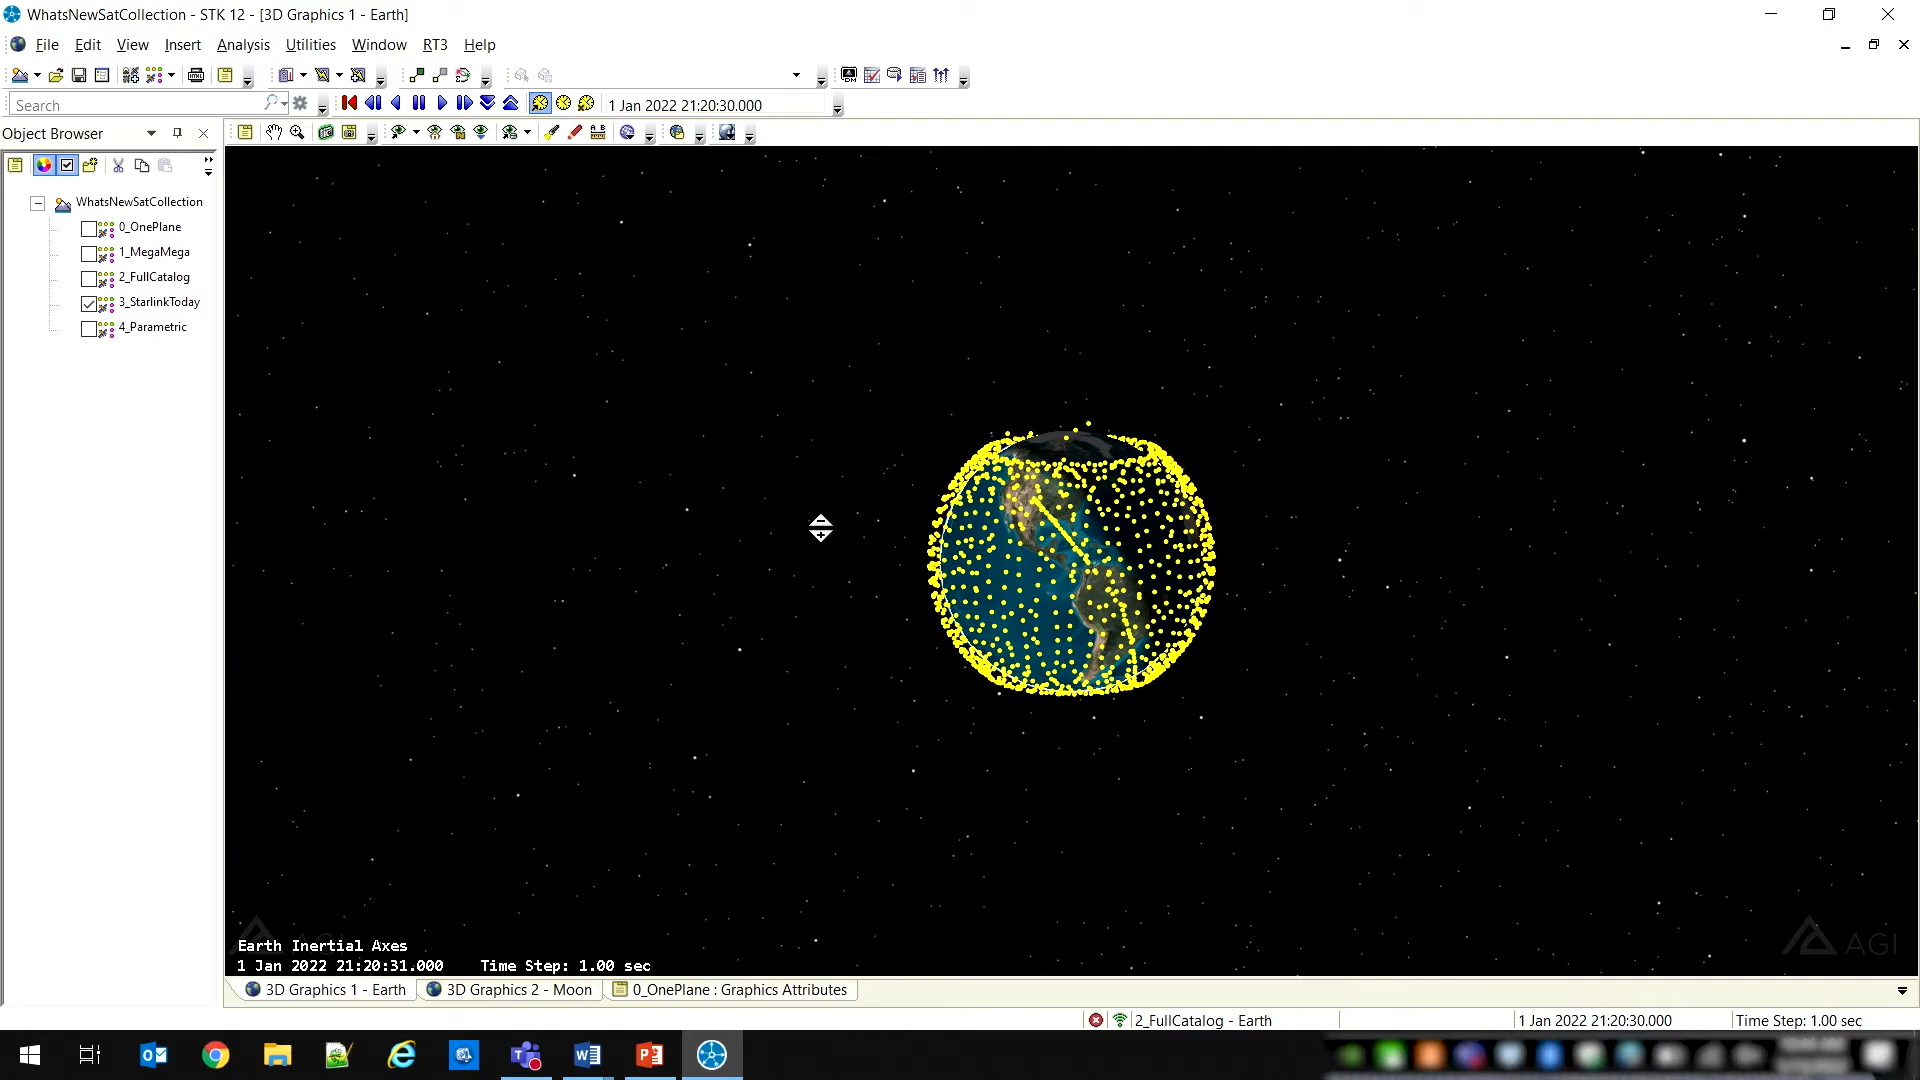 WhatsNewSatCollection - STK 12 - [3D Graphics 1 - Earth]
File Edit View Insert Analysis Utilities Window RT3 Help
Search
1 Jan 2022 21:20:30.000
Object Browser
WhatsNewSatCollection
0_OnePlane
1_MegaMega
2_FullCatalog
3_StarlinkToday
4_Parametric
AGI
Earth Inertial Axes
1 Jan 2022 21:20:31.000 Time Step: 1.00 sec
3D Graphics 1 - Earth 3D Graphics 2 - Moon 0_OnePlane : Graphics Attributes
2_FullCatalog - Earth 1 Jan 2022 21:20:30.000 Time Step: 1.00 sec